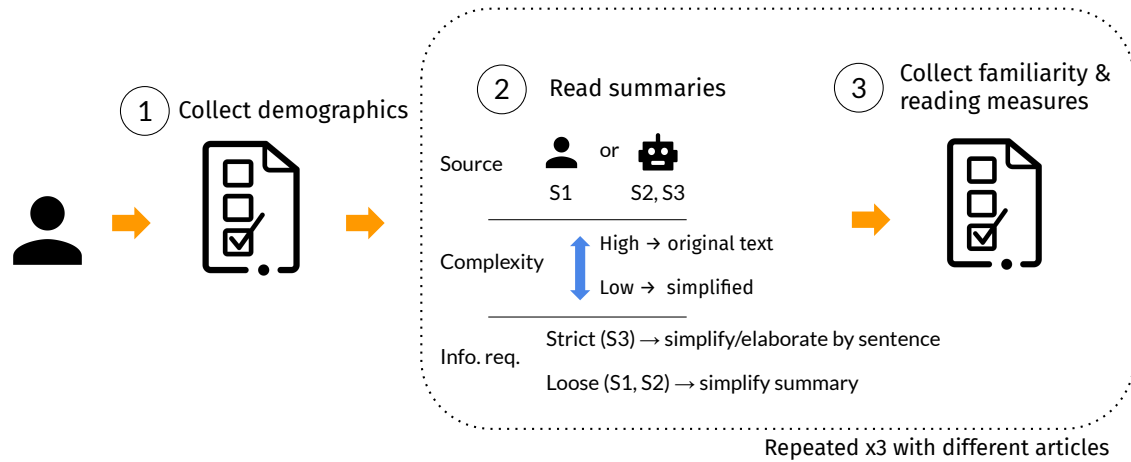 1 Collect demographics
2 Read summaries
Source
or
S1
S2, S3
Complexity
High → original text
Low → simplified
Info. req.
Strict (S3) → simplify/elaborate by sentence
Loose (S1, S2) → simplify summary
3 Collect familiarity &
reading measures
Repeated x3 with different articles